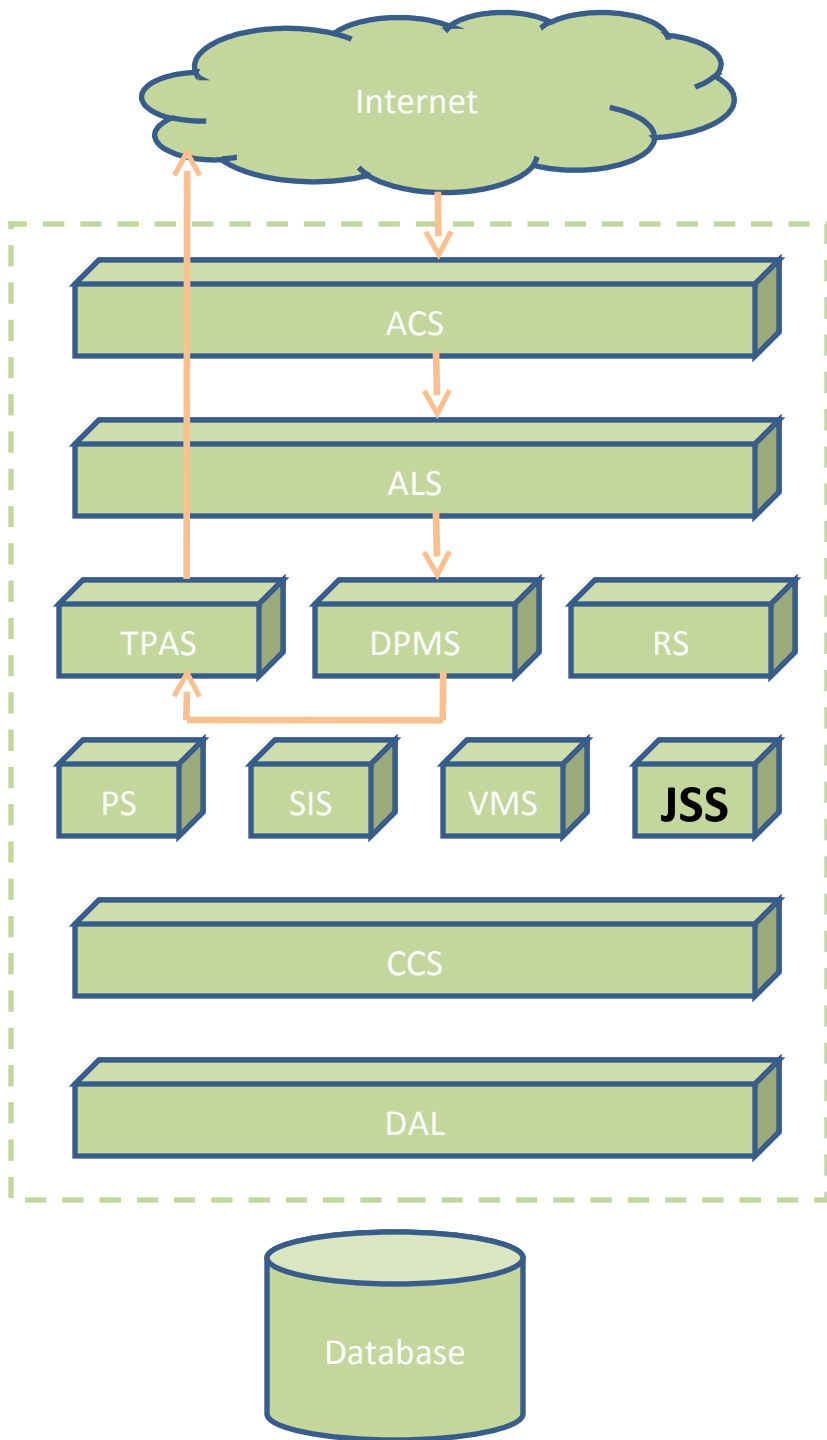 Internet
ACS
ALS
TPAS DPMS RS
PS SIS VMS JSS
CCS
DAL
Database